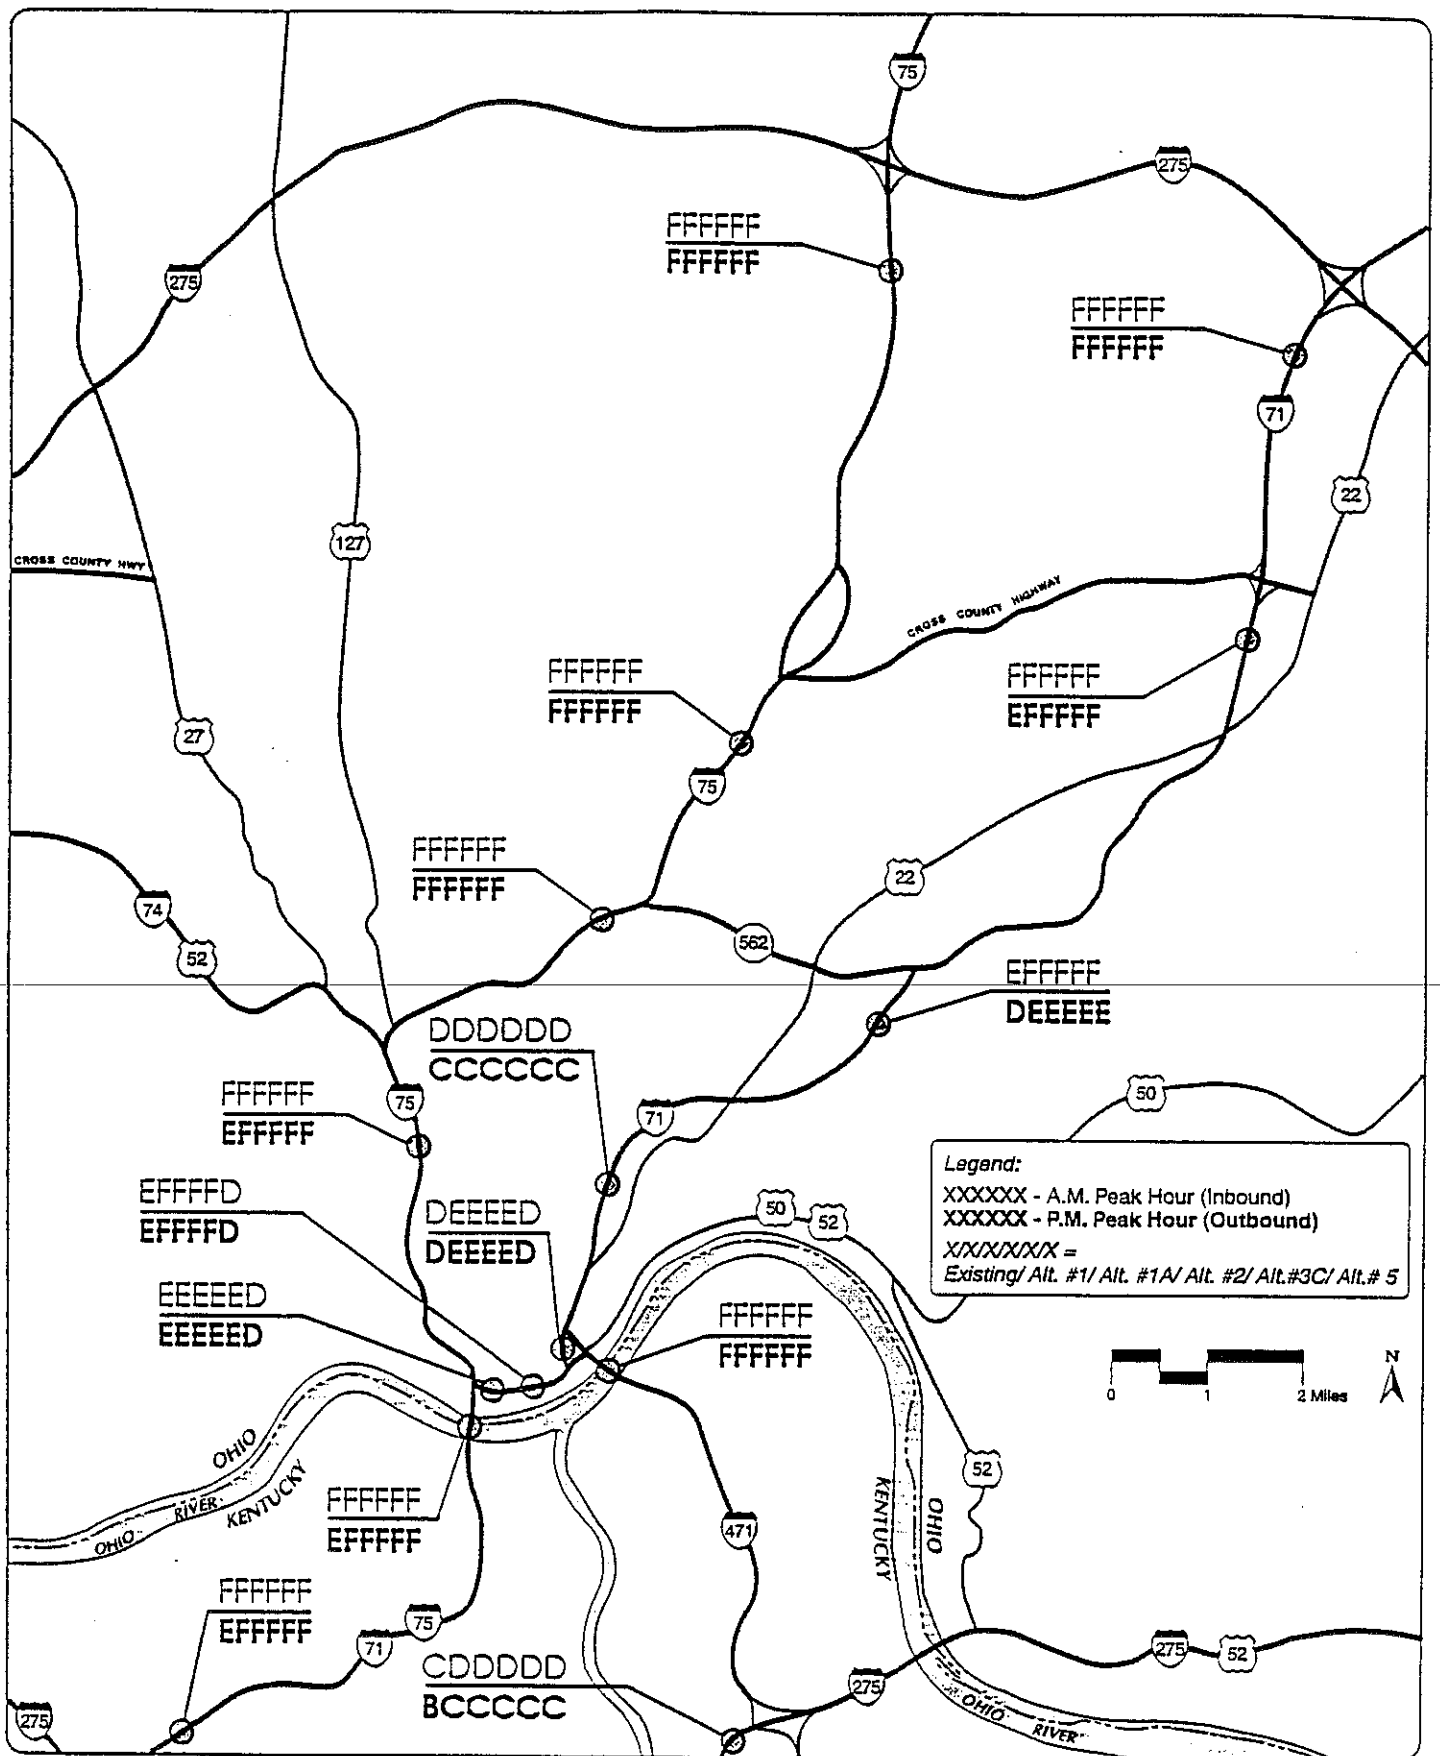 75
275
FFFFFF
FFFFFF
275
FFFFFF
FFFFFF
71
22
127
CROSS COUNTY HWY
CROSS COUNTY HIGHWAY
FFFFFF
FFFFFF
FFFFFF
EFFFFF
27
75
FFFFFF
FFFFFF
22
74
562
52
EFFFFF
DEEEEE
DDDDDD
CCCCCC
75
FFFFFF
EFFFFF
71
50
Legend:
XXXXXX - A.M. Peak Hour (Inbound)
XXXXXX - P.M. Peak Hour (Outbound)
X/X/X/X/X/X =
Existing/ Alt. #1/ Alt. #1A/ Alt. #2/ Alt.#3C/ Alt.# 5
EFFFFD
EFFFFD
DEEEED
DEEEED
50
52
EEEEED
EEEEED
FFFFFF
FFFFFF
N
0 1 2 Miles
OHIO
KENTUCKY
OHIO RIVER
52
FFFFFF
EFFFFF
471
KENTUCKY
OHIO
FFFFFF
EFFFFF
75
71
275
52
CDDDDD
BCCCCC
275
275
OHIO RIVER